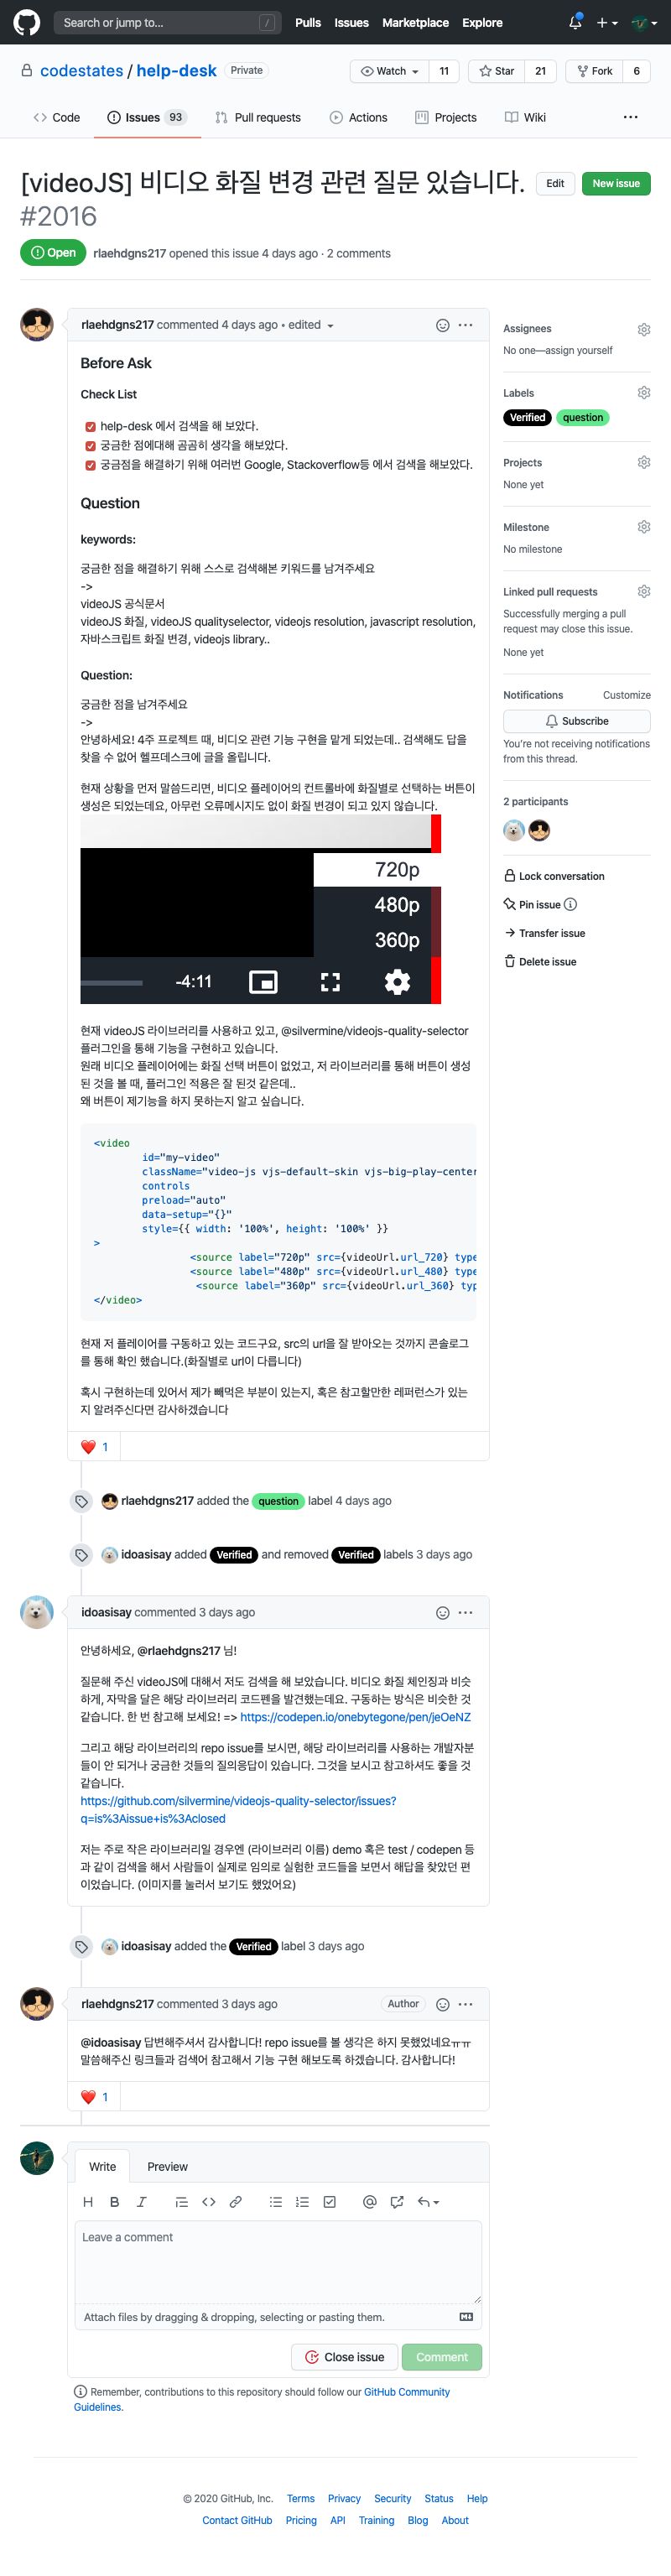 Search or jump to...
/
Pulls Issues Marketplace Explore
codestates / help-desk Private
Watch 11 Star 21 Fork 6
Code Issues 93 Pull requests Actions Projects Wiki
[videoJS] 비디오 화질 변경 관련 질문 있습니다.
#2016
Edit New issue
Open rlaehdgns217 opened this issue 4 days ago · 2 comments
rlaehdgns217 commented 4 days ago • edited
Before Ask
Check List
help-desk 에서 검색을 해 보았다.
궁금한 점에대해 곰곰히 생각을 해보았다.
궁금점을 해결하기 위해 여러번 Google, Stackoverflow등 에서 검색을 해보았다.
Question
keywords:
궁금한 점을 해결하기 위해 스스로 검색해본 키워드를 남겨주세요
->
videoJS 공식문서
videoJS 화질, videoJS qualityselector, videojs resolution, javascript resolution,
자바스크립트 화질 변경, videojs library..
Question:
궁금한 점을 남겨주세요
->
안녕하세요! 4주 프로젝트 때, 비디오 관련 기능 구현을 맡게 되었는데.. 검색해도 답을
찾을 수 없어 헬프데스크에 글을 올립니다.
현재 상황을 먼저 말씀드리면, 비디오 플레이어의 컨트롤바에 화질별로 선택하는 버튼이
생성은 되었는데요, 아무런 오류메시지도 없이 화질 변경이 되고 있지 않습니다.
720p
480p
360p
-4:11
현재 videoJS 라이브러리를 사용하고 있고, @silvermine/videojs-quality-selector
플러그인을 통해 기능을 구현하고 있습니다.
원래 비디오 플레이어에는 화질 선택 버튼이 없었고, 저 라이브러리를 통해 버튼이 생성
된 것을 볼 때, 플러그인 적용은 잘 된것 같은데..
왜 버튼이 제기능을 하지 못하는지 알고 싶습니다.
<video
id="my-video"
className="video-js vjs-default-skin vjs-big-play-center
controls
preload="auto"
data-setup="{}"
style={{ width: '100%', height: '100%' }}
>
<source label="720p" src={videoUrl.url_720} type
<source label="480p" src={videoUrl.url_480} type
<source label="360p" src={videoUrl.url_360} typ
</video>
현재 저 플레이어를 구동하고 있는 코드구요, src의 url을 잘 받아오는 것까지 콘솔로그
를 통해 확인 했습니다.(화질별로 url이 다릅니다)
혹시 구현하는데 있어서 제가 빼먹은 부분이 있는지, 혹은 참고할만한 레퍼런스가 있는
지 알려주신다면 감사하겠습니다
1
rlaehdgns217 added the question label 4 days ago
idoasisay added Verified and removed Verified labels 3 days ago
idoasisay commented 3 days ago
안녕하세요, @rlaehdgns217 님!
질문해 주신 videoJS에 대해서 저도 검색을 해 보았습니다. 비디오 화질 체인징과 비슷
하게, 자막을 달은 해당 라이브러리 코드펜을 발견했는데요. 구동하는 방식은 비슷한 것
같습니다. 한 번 참고해 보세요! => https://codepen.io/onebytegone/pen/jeOeNZ
그리고 해당 라이브러리의 repo issue를 보시면, 해당 라이브러리를 사용하는 개발자분
들이 안 되거나 궁금한 것들의 질의응답이 있습니다. 그것을 보시고 참고하셔도 좋을 것
같습니다.
https://github.com/silvermine/videojs-quality-selector/issues?
q=is%3Aissue+is%3Aclosed
저는 주로 작은 라이브러리일 경우엔 (라이브러리 이름) demo 혹은 test / codepen 등
과 같이 검색을 해서 사람들이 실제로 임의로 실험한 코드들을 보면서 해답을 찾았던 편
이었습니다. (이미지를 눌러서 보기도 했었어요)
idoasisay added the Verified label 3 days ago
rlaehdgns217 commented 3 days ago Author
@idoasisay 답변해주셔서 감사합니다! repo issue를 볼 생각은 하지 못했었네요ㅠㅠ
말씀해주신 링크들과 검색어 참고해서 기능 구현 해보도록 하겠습니다. 감사합니다!
1
Write Preview
H B I
Leave a comment
Attach files by dragging & dropping, selecting or pasting them.
Close issue Comment
Remember, contributions to this repository should follow our GitHub Community
Guidelines.
Assignees
No one—assign yourself
Labels
Verified question
Projects
None yet
Milestone
No milestone
Linked pull requests
Successfully merging a pull
request may close this issue.
None yet
Notifications Customize
Subscribe
You're not receiving notifications
from this thread.
2 participants
Lock conversation
Pin issue
Transfer issue
Delete issue
© 2020 GitHub, Inc. Terms Privacy Security Status Help
Contact GitHub Pricing API Training Blog About